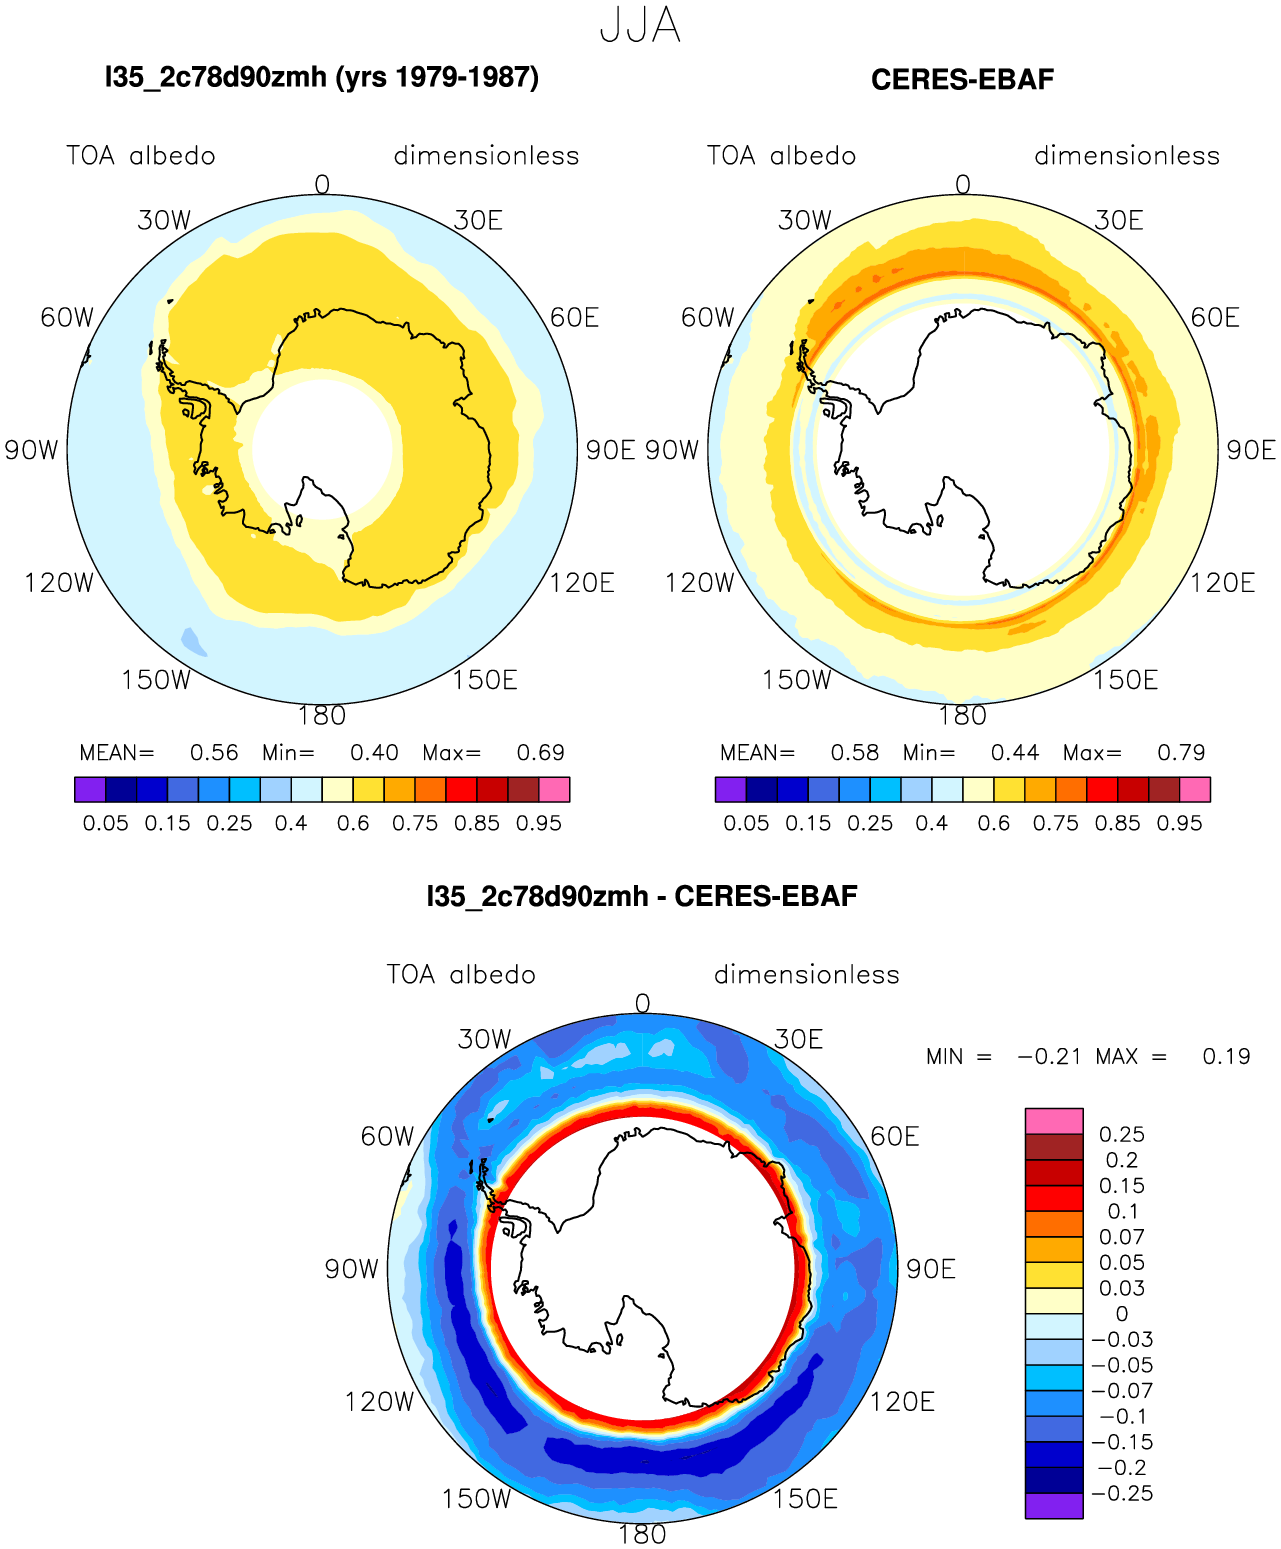 JJA
l35_2c78d90zmh (yrs 1979-1987)
TOA albedo dimensionless
0
30W 30E
60W 60E
90W 90E
120W 120E
150W 150E
180
MEAN= 0.56 Min= 0.40 Max= 0.69
0.05 0.15 0.25 0.4 0.6 0.75 0.85 0.95
CERES-EBAF
TOA albedo dimensionless
0
30W 30E
60W 60E
90W 90E
120W 120E
150W 150E
180
MEAN= 0.58 Min= 0.44 Max= 0.79
0.05 0.15 0.25 0.4 0.6 0.75 0.85 0.95
l35_2c78d90zmh - CERES-EBAF
TOA albedo dimensionless
0
30W 30E
60W 60E
90W 90E
120W 120E
150W 150E
180
MIN = -0.21 MAX = 0.19
0.25
0.2
0.15
0.1
0.07
0.05
0.03
0
-0.03
-0.05
-0.07
-0.1
-0.15
-0.2
-0.25